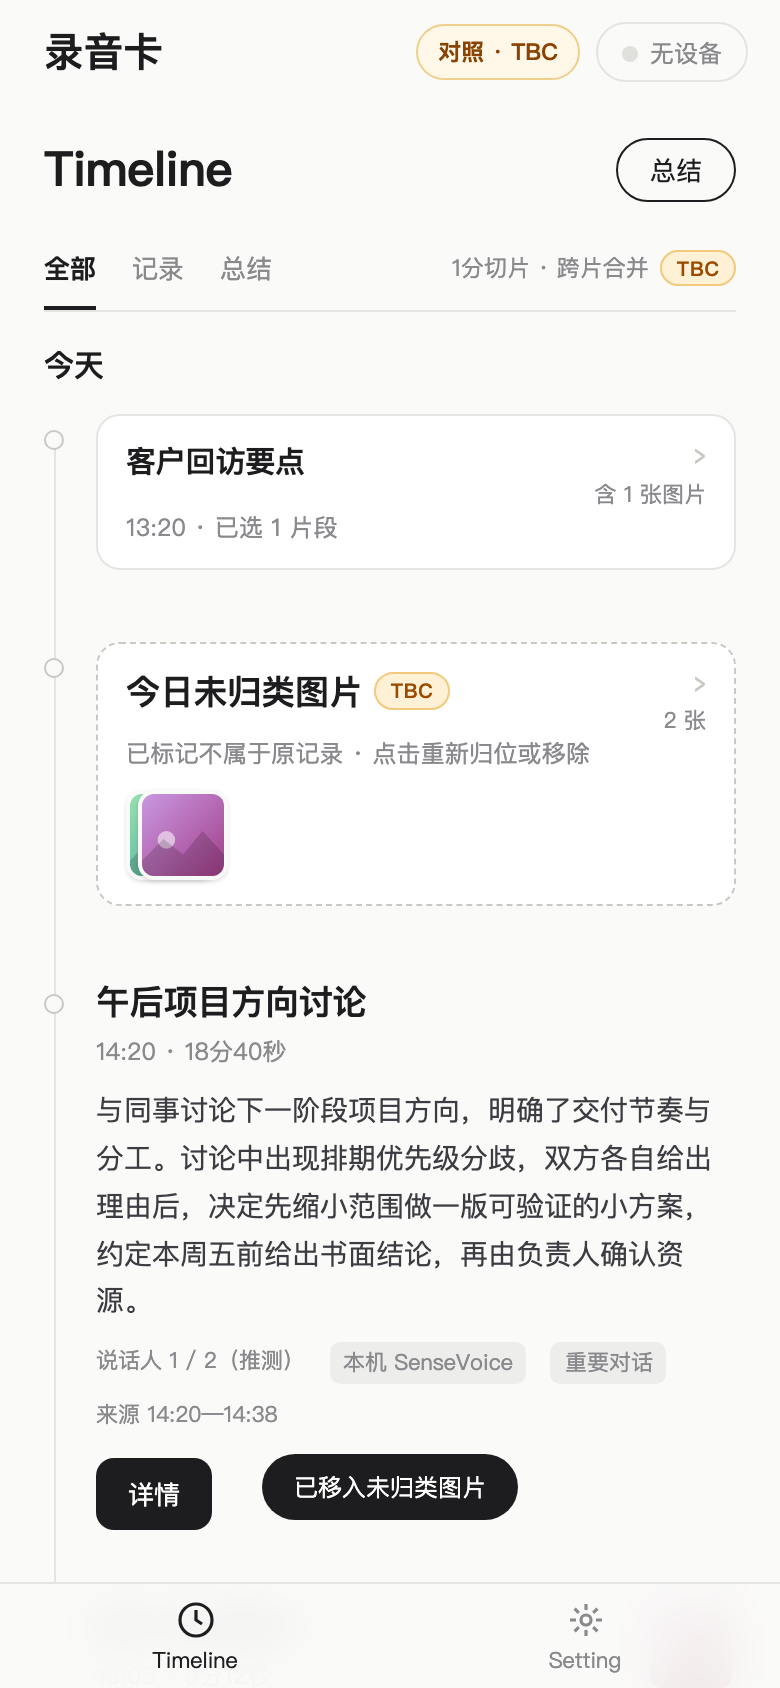 录音卡
对照 · TBC
无设备
Timeline
总结
全部
记录
总结
1分切片 · 跨片合并
TBC
今天
客户回访要点
含 1 张图片
13:20 · 已选 1 片段
今日未归类图片
TBC
2 张
已标记不属于原记录 · 点击重新归位或移除
午后项目方向讨论
14:20 · 18分40秒
与同事讨论下一阶段项目方向，明确了交付节奏与
分工。讨论中出现排期优先级分歧，双方各自给出
理由后，决定先缩小范围做一版可验证的小方案，
约定本周五前给出书面结论，再由负责人确认资
源。
说话人 1 / 2（推测）
本机 SenseVoice
重要对话
来源 14:20—14:38
详情
已移入未归类图片
Timeline
Setting